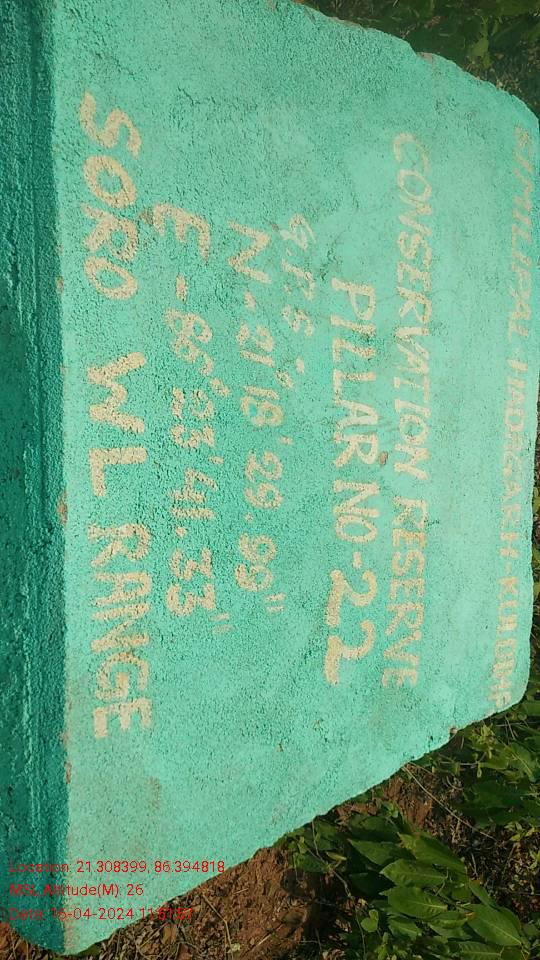 SIMILIPAL-HADAGARH-KULDIHA
CONSERVATION RESERVE
PILLAR NO-22
G.P.S-
N-21°18'29.99"
E-86°23'41.33"
SORO WL RANGE
Location: 21.308399, 86.394818
MSL Altitude(M): 26
Date: 16-04-2024 11:51:57